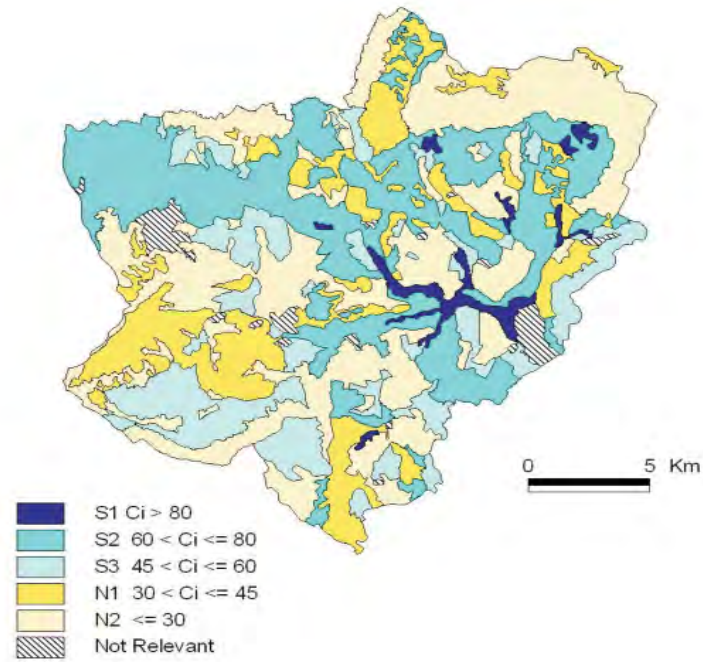 0 5 Km
S1 Ci > 80
S2 60 < Ci <= 80
S3 45 < Ci <= 60
N1 30 < Ci <= 45
N2 <= 30
Not Relevant